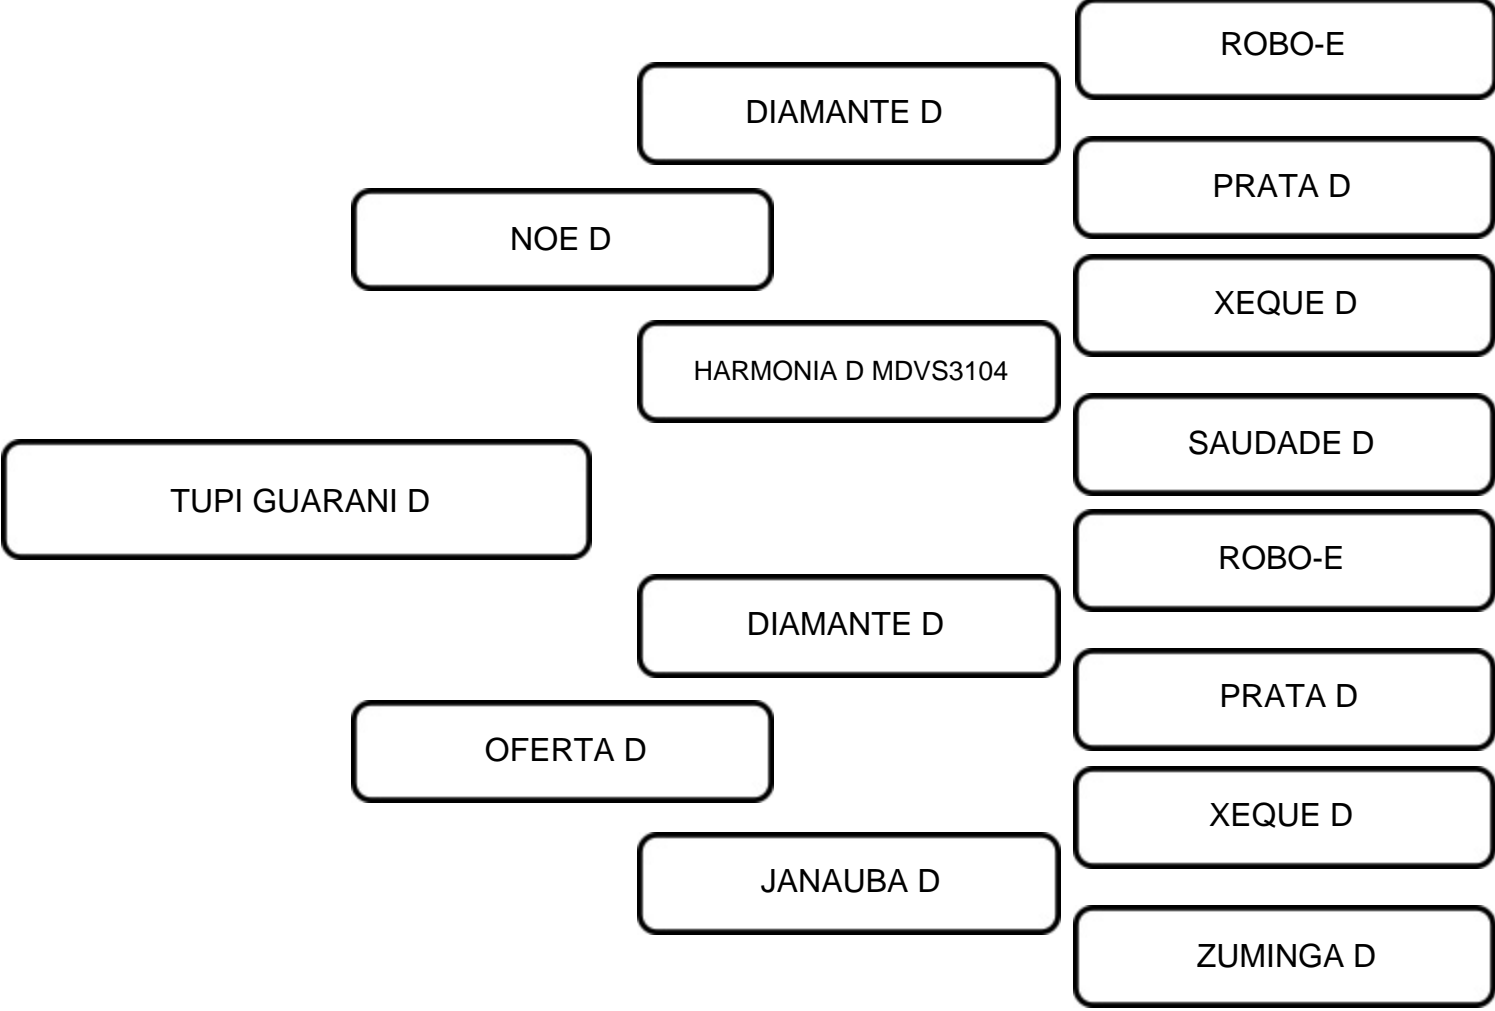 ROBO-E
DIAMANTE D
PRATA D
NOE D
XEQUE D
HARMONIA D MDVS3104
SAUDADE D
TUPI GUARANI D
ROBO-E
DIAMANTE D
PRATA D
OFERTA D
XEQUE D
JANAUBA D
ZUMINGA D